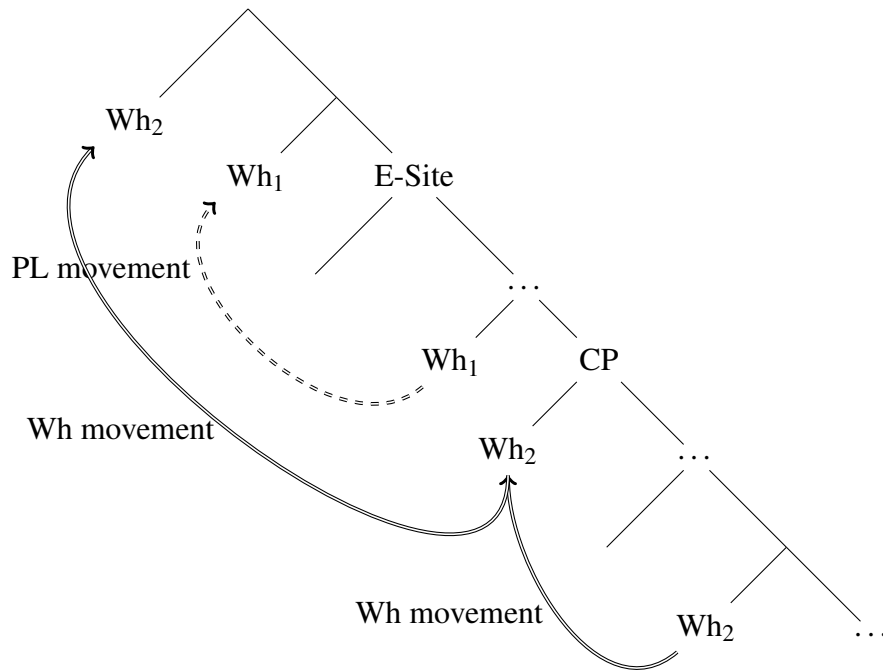 Wh₂
Wh₁ E-Site
PL movement
...
Wh₁ CP
Wh movement
Wh₂
...
Wh movement
Wh₂ ...